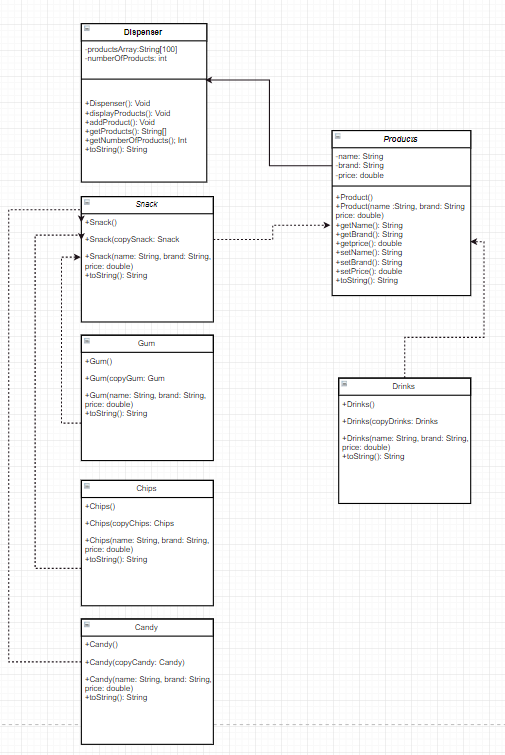 Dispenser
-productsArray:String[100]
-numberOfProducts: int
+Dispenser(): Void
+displayProducts(): Void
+addProduct(): Void
+getProducts(): String[]
+getNumberOfProducts(); Int
+toString(): String
Products
-name: String
-brand: String
-price: double
+Product()
+Product(name :String, brand: String
price: double)
+getName(): String
+getBrand(): String
+getprice(): double
+setName(): String
+setBrand(): String
+setPrice(): double
+toString(): String
Snack
+Snack()
+Snack(copySnack: Snack
+Snack(name: String, brand: String,
price: double)
+toString(): String
Gum
+Gum()
+Gum(copyGum: Gum
+Gum(name: String, brand: String,
price: double)
+toString(): String
Drinks
+Drinks()
+Drinks(copyDrinks: Drinks
+Drinks(name: String, brand: String,
price: double)
+toString(): String
Chips
+Chips()
+Chips(copyChips: Chips
+Chips(name: String, brand: String,
price: double)
+toString(): String
Candy
+Candy()
+Candy(copyCandy: Candy)
+Candy(name: String, brand: String,
price: double)
+toString(): String